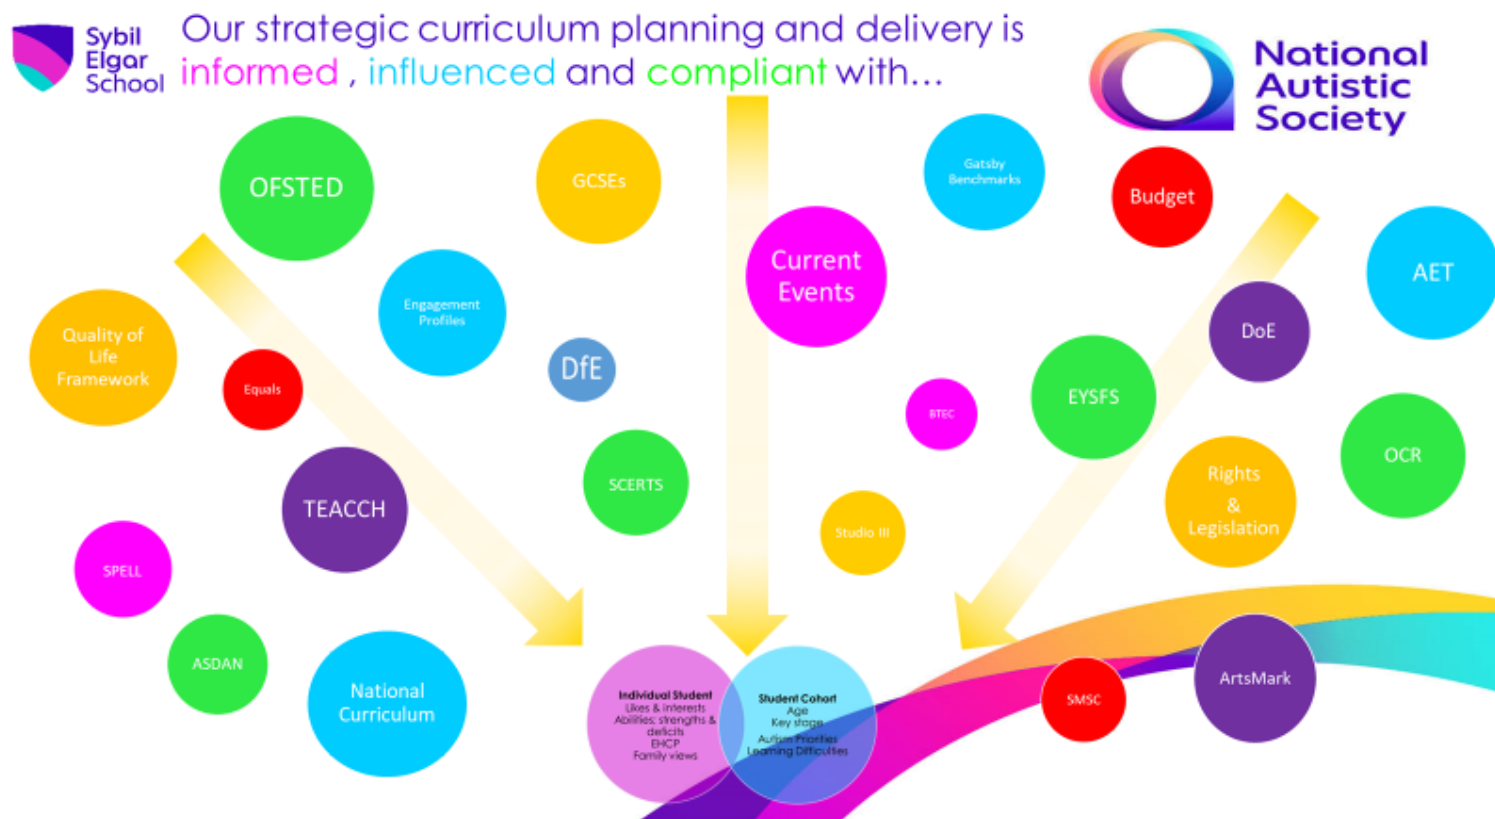 Sybil
Elgar
School
Our strategic curriculum planning and delivery is
informed , influenced and compliant with...
National
Autistic
Society
OFSTED
GCSEs
Gatsby
Benchmarks
Budget
Current
Events
AET
Engagement
Profiles
Quality of
Life
Framework
Equals
DfE
DoE
BTEC
EYSFS
OCR
TEACCH
SCERTS
Studio III
Rights
&
Legislation
SPELL
ASDAN
National
Curriculum
Individual Student
Likes & interests
Abilities: strengths &
deficits
EHCP
Family views
Student Cohort
Age
Key stage
Autism Priorities
Learning Difficulties
SMSC
ArtsMark